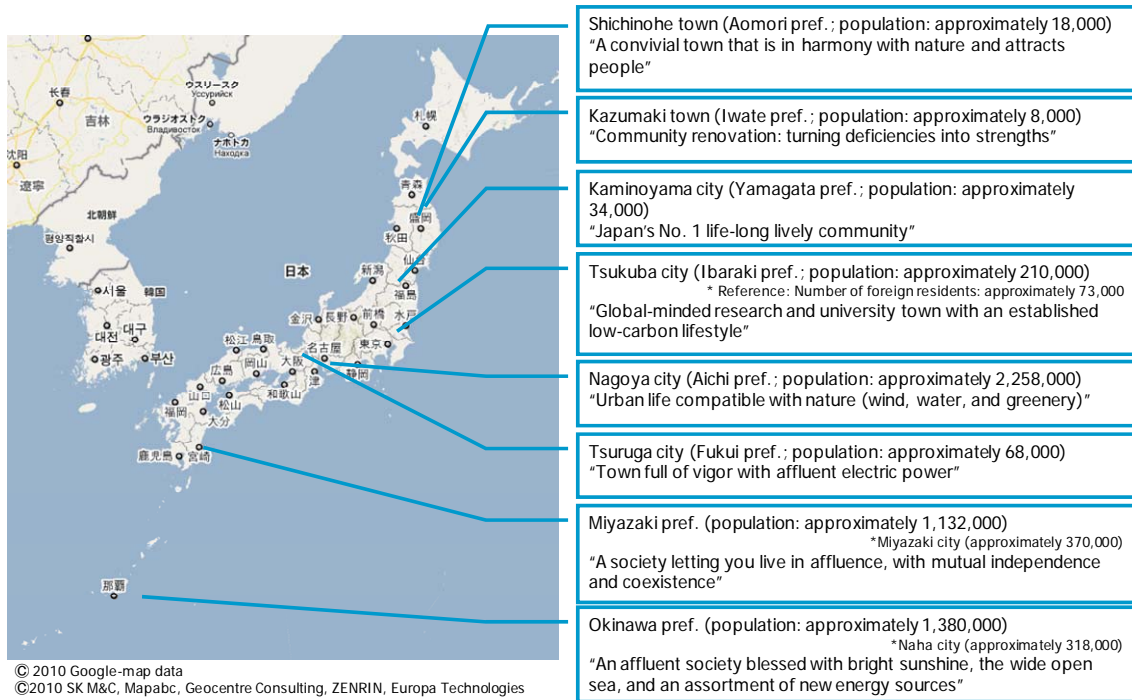 Shichinohe town (Aomori pref.; population: approximately 18,000)
“A convivial town that is in harmony with nature and attracts
people”
Kazumaki town (Iwate pref.; population: approximately 8,000)
“Community renovation: turning deficiencies into strengths”
Kaminoyama city (Yamagata pref.; population: approximately
34,000)
“Japan’s No. 1 life-long lively community”
Tsukuba city (Ibaraki pref.; population: approximately 210,000)
* Reference: Number of foreign residents: approximately 73,000
“Global-minded research and university town with an established
low-carbon lifestyle”
Nagoya city (Aichi pref.; population: approximately 2,258,000)
“Urban life compatible with nature (wind, water, and greenery)”
Tsuruga city (Fukui pref.; population: approximately 68,000)
“Town full of vigor with affluent electric power”
Miyazaki pref. (population: approximately 1,132,000)
*Miyazaki city (approximately 370,000)
“A society letting you live in affluence, with mutual independence
and coexistence”
Okinawa pref. (population: approximately 1,380,000)
*Naha city (approximately 318,000)
“An affluent society blessed with bright sunshine, the wide open
sea, and an assortment of new energy sources”
ウスリースク
Уссурийск
长春
吉林
ウラジオストク
Владивосток
ナホトカ
Находка
札幌
沈阳
辽宁
青森
北朝鮮
盛岡
평양직할시
秋田
仙台
日本
新潟
福島
서울
韓国
金沢
長野
前橋
水戸
대전
대구
松江
鳥取
名古屋
東京
광주
부산
広島
岡山
大阪
津
静岡
山口
松山
和歌山
福岡
大分
鹿児島
宮崎
那覇
© 2010 Google-map data
©2010 SK M&C, Mapabc, Geocentre Consulting, ZENRIN, Europa Technologies